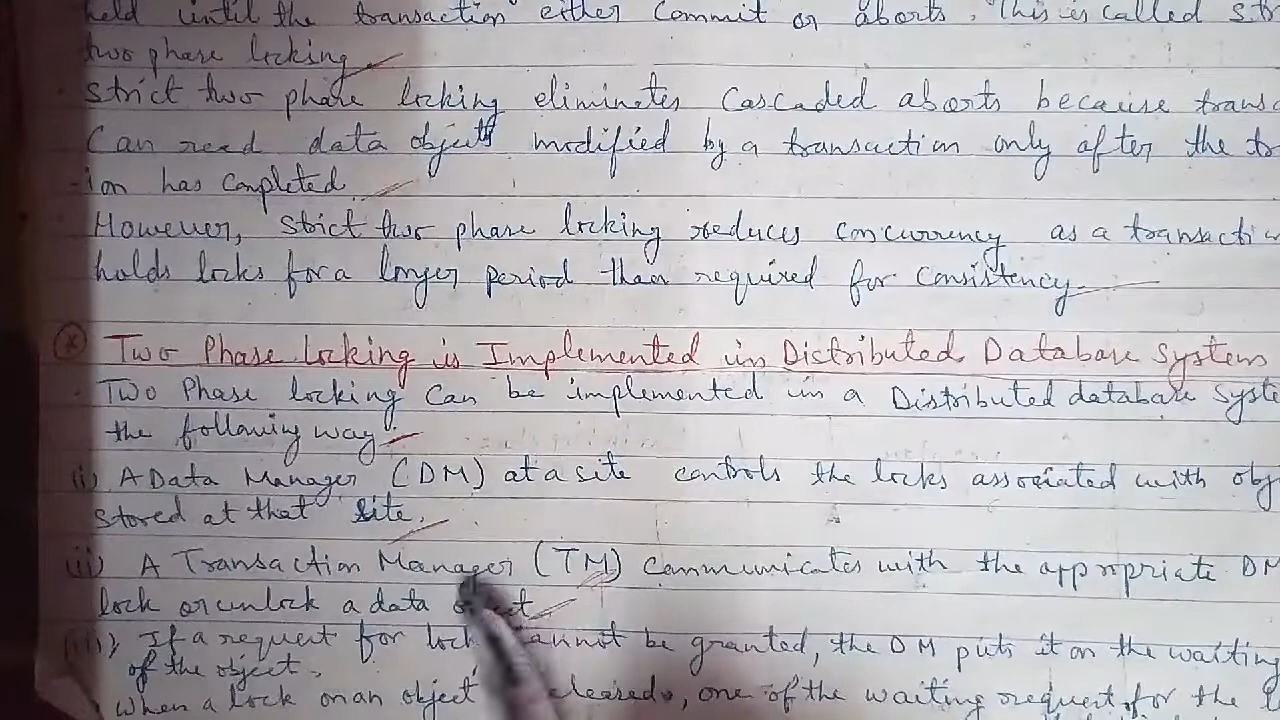 held until the transaction either Commit or aborts. This is called
two phase locking
strict two phase locking eliminates Cascaded aborts because
Can read data objects modified by a transaction only after the
-ion has completed
However, strict two phase locking reduces concurrency as a
holds locks for a longer period than required for consistency
Two Phase locking is Implemented in Distributed Database System
Two Phase locking Can be implemented in a Distributed database
the following way
(i) A Data Manager (DM) at a site controls the locks associated with
stored at that site.
(ii) A Transaction Manager (TM) Communicates with the appropriate DM
lock or unlock a data
(iii) If a request for be granted, the DM puts it on the waiting
of the object.
When a lock on an object one of the waiting request for the